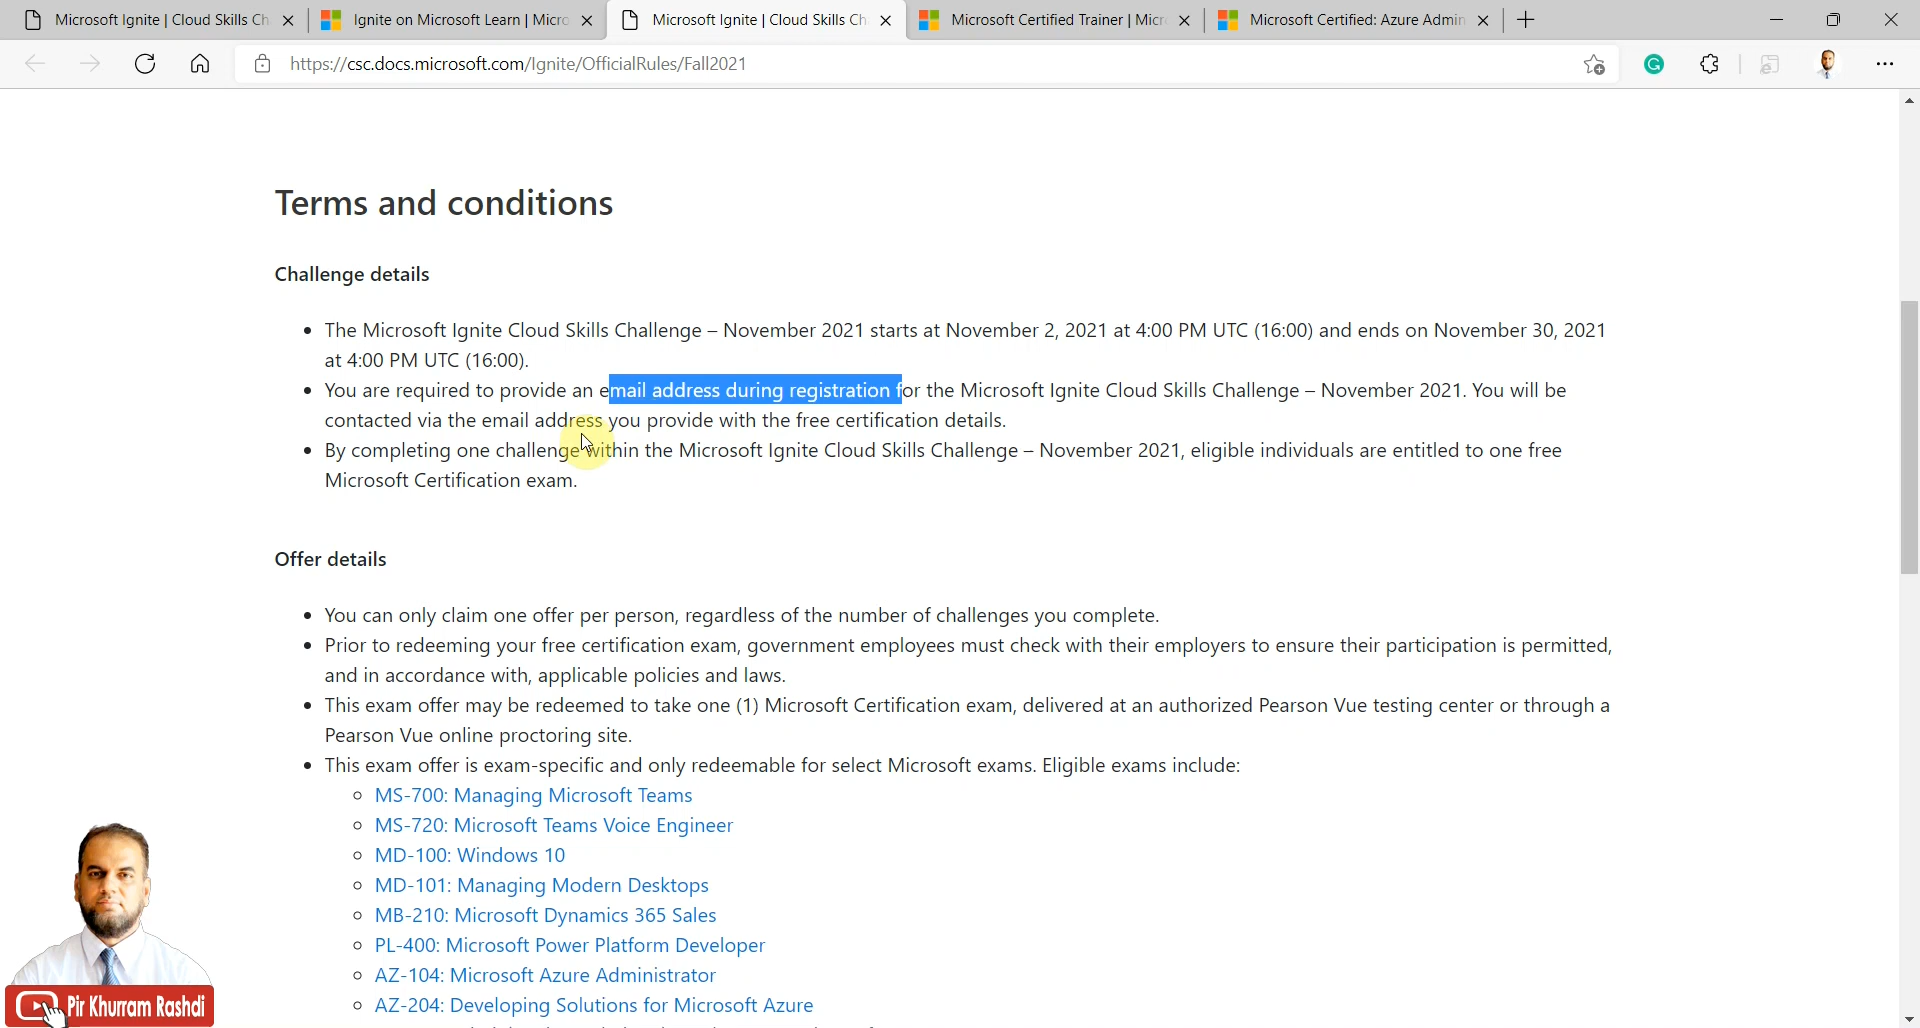 Microsoft Ignite | Cloud Skills Ch
Ignite on Microsoft Learn | Micro
Microsoft Ignite | Cloud Skills Ch
Microsoft Certified Trainer | Micr
Microsoft Certified: Azure Admin
https://csc.docs.microsoft.com/Ignite/OfficialRules/Fall2021
Terms and conditions
Challenge details
• The Microsoft Ignite Cloud Skills Challenge – November 2021 starts at November 2, 2021 at 4:00 PM UTC (16:00) and ends on November 30, 2021
at 4:00 PM UTC (16:00).
• You are required to provide an email address during registration for the Microsoft Ignite Cloud Skills Challenge – November 2021. You will be
contacted via the email address you provide with the free certification details.
• By completing one challenge within the Microsoft Ignite Cloud Skills Challenge – November 2021, eligible individuals are entitled to one free
Microsoft Certification exam.
Offer details
• You can only claim one offer per person, regardless of the number of challenges you complete.
• Prior to redeeming your free certification exam, government employees must check with their employers to ensure their participation is permitted,
and in accordance with, applicable policies and laws.
• This exam offer may be redeemed to take one (1) Microsoft Certification exam, delivered at an authorized Pearson Vue testing center or through a
Pearson Vue online proctoring site.
• This exam offer is exam-specific and only redeemable for select Microsoft exams. Eligible exams include:
MS-700: Managing Microsoft Teams
MS-720: Microsoft Teams Voice Engineer
MD-100: Windows 10
MD-101: Managing Modern Desktops
MB-210: Microsoft Dynamics 365 Sales
PL-400: Microsoft Power Platform Developer
AZ-104: Microsoft Azure Administrator
AZ-204: Developing Solutions for Microsoft Azure
Pir Khurram Rashdi